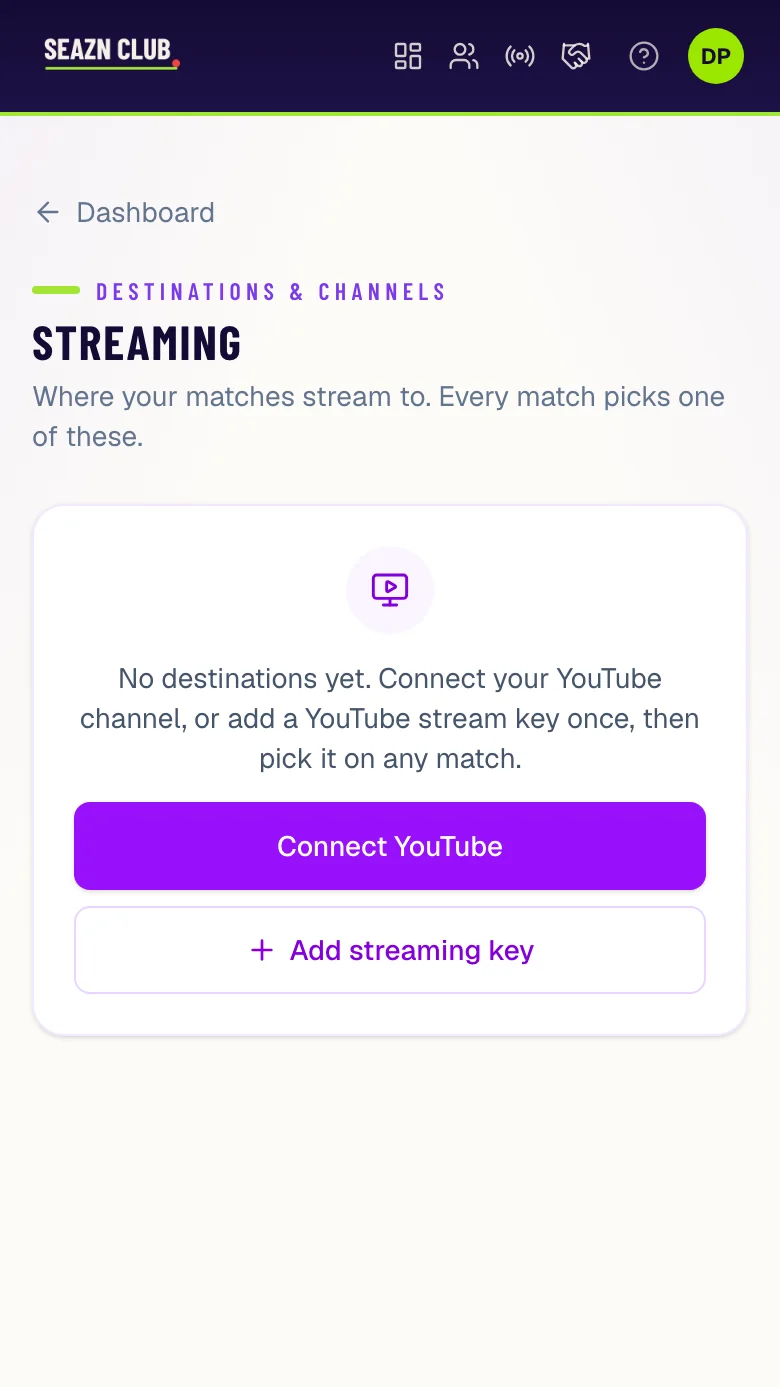 SEAZN CLUB
DP
Dashboard
DESTINATIONS & CHANNELS
STREAMING
Where your matches stream to. Every match picks one
of these.
No destinations yet. Connect your YouTube
channel, or add a YouTube stream key once, then
pick it on any match.
Connect YouTube
Add streaming key